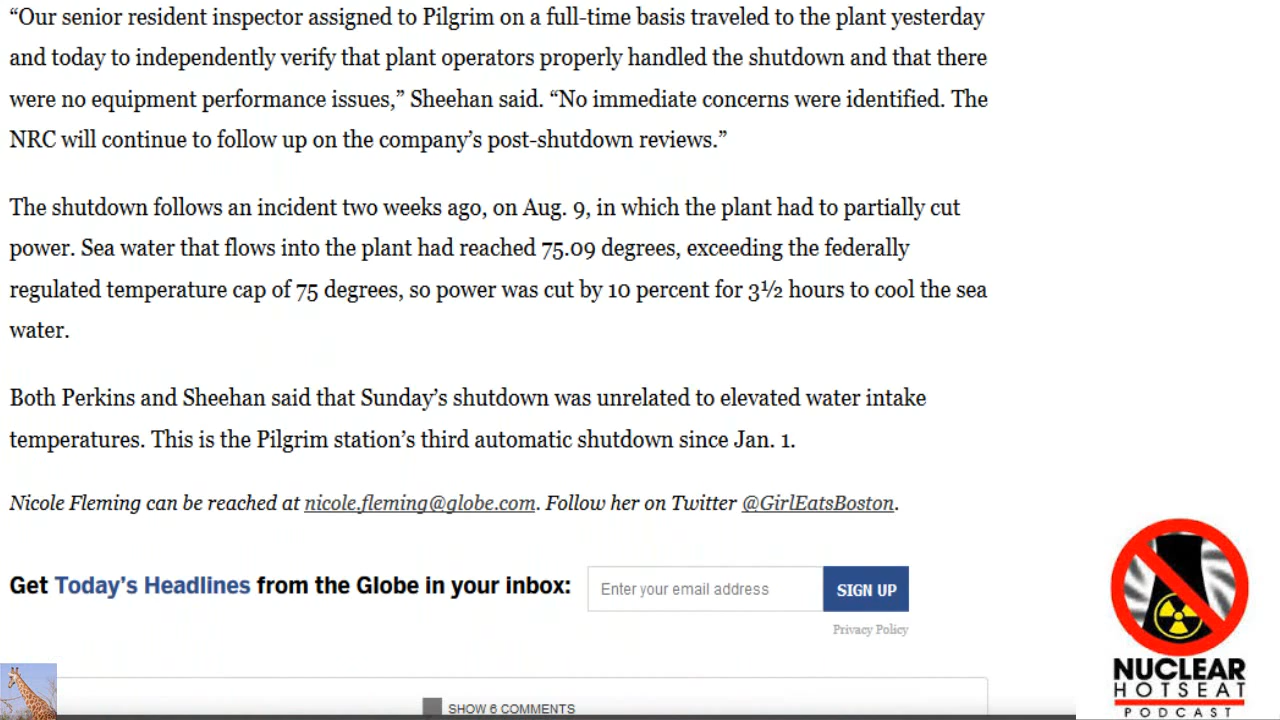 “Our senior resident inspector assigned to Pilgrim on a full-time basis traveled to the plant yesterday
and today to independently verify that plant operators properly handled the shutdown and that there
were no equipment performance issues,” Sheehan said. “No immediate concerns were identified. The
NRC will continue to follow up on the company’s post-shutdown reviews.”
The shutdown follows an incident two weeks ago, on Aug. 9, in which the plant had to partially cut
power. Sea water that flows into the plant had reached 75.09 degrees, exceeding the federally
regulated temperature cap of 75 degrees, so power was cut by 10 percent for 3½ hours to cool the sea
water.
Both Perkins and Sheehan said that Sunday’s shutdown was unrelated to elevated water intake
temperatures. This is the Pilgrim station’s third automatic shutdown since Jan. 1.
Nicole Fleming can be reached at nicole.fleming@globe.com. Follow her on Twitter @GirlEatsBoston.
Get Today’s Headlines from the Globe in your inbox:
Enter your email address
SIGN UP
Privacy Policy
SHOW 6 COMMENTS
NUCLEAR
HOTSEAT
PODCAST